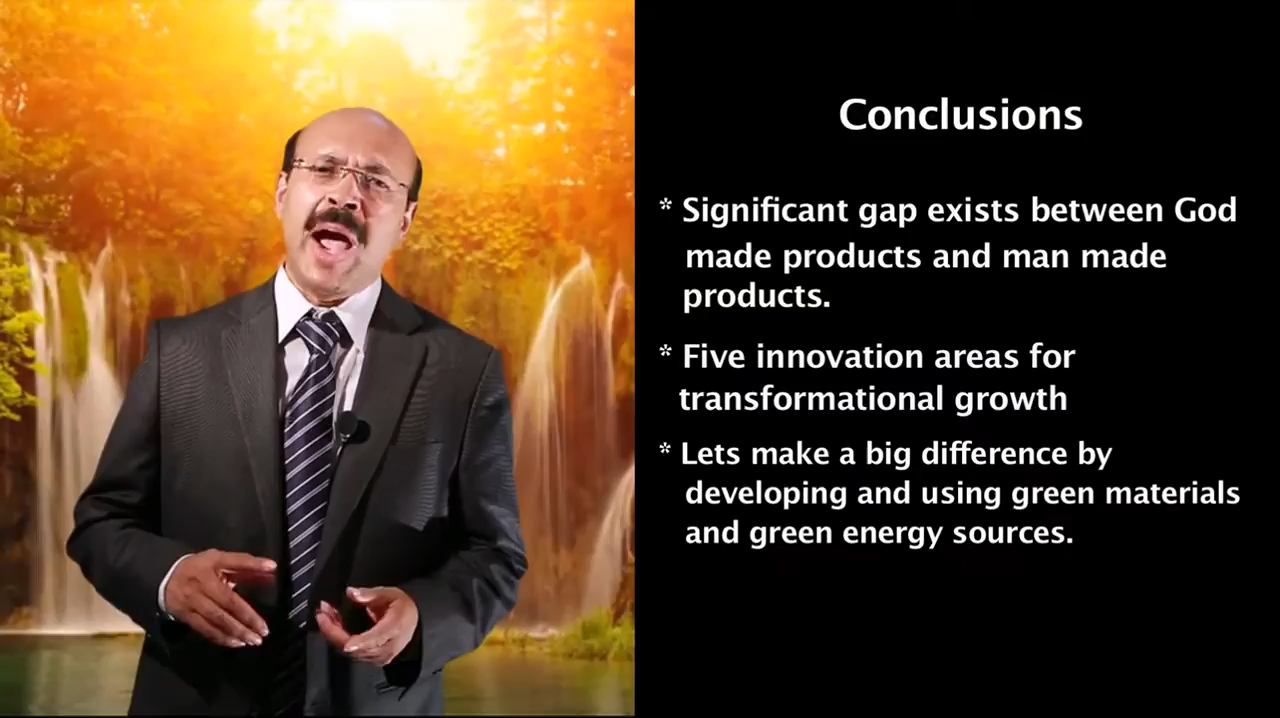 Conclusions
* Significant gap exists between God
made products and man made
products.
* Five innovation areas for
transformational growth
* Lets make a big difference by
developing and using green materials
and green energy sources.